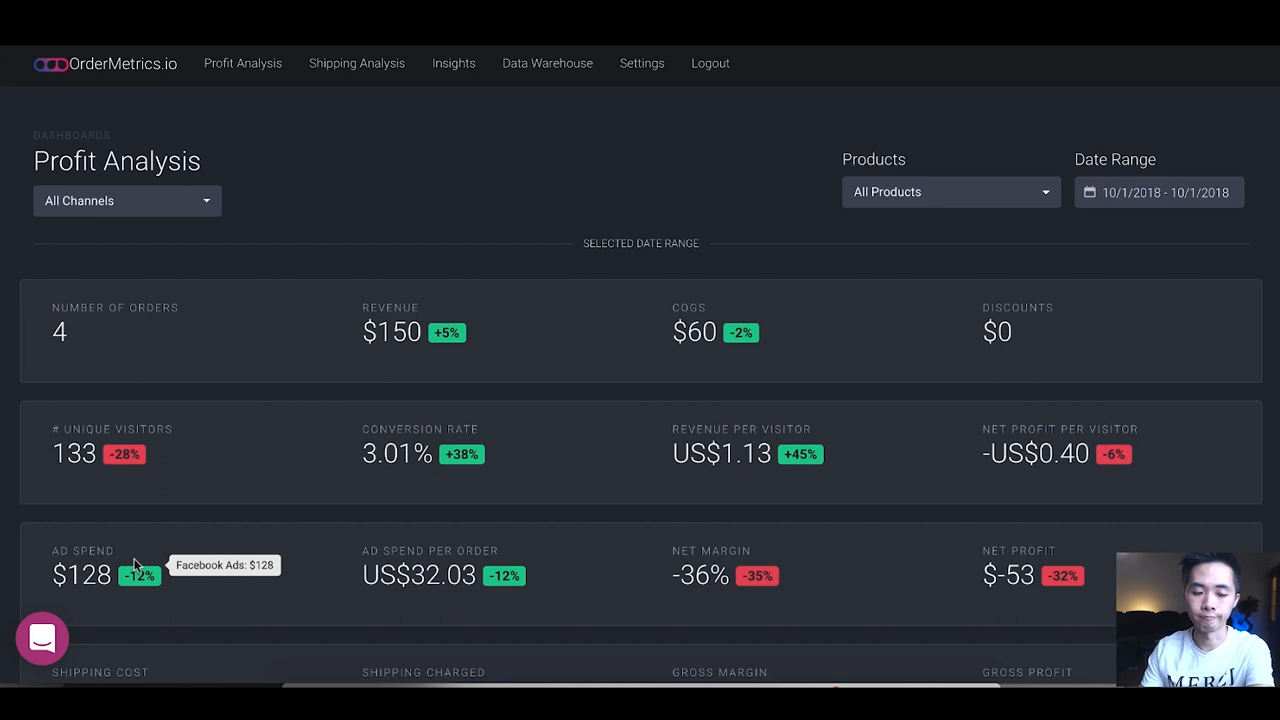 OrderMetrics.io Profit Analysis Shipping Analysis Insights Data Warehouse Settings Logout
DASHBOARDS
Profit Analysis
All Channels
Products
All Products
Date Range
10/1/2018 - 10/1/2018
SELECTED DATE RANGE
NUMBER OF ORDERS
4
REVENUE
$150 +5%
COGS
$60 -2%
DISCOUNTS
$0
# UNIQUE VISITORS
133 -28%
CONVERSION RATE
3.01% +38%
REVENUE PER VISITOR
US$1.13 +45%
NET PROFIT PER VISITOR
-US$0.40 -6%
AD SPEND
$128 -12%
Facebook Ads: $128
AD SPEND PER ORDER
US$32.03 -12%
NET MARGIN
-36% -35%
NET PROFIT
$-53 -32%
SHIPPING COST
SHIPPING CHARGED
GROSS MARGIN
GROSS PROFIT